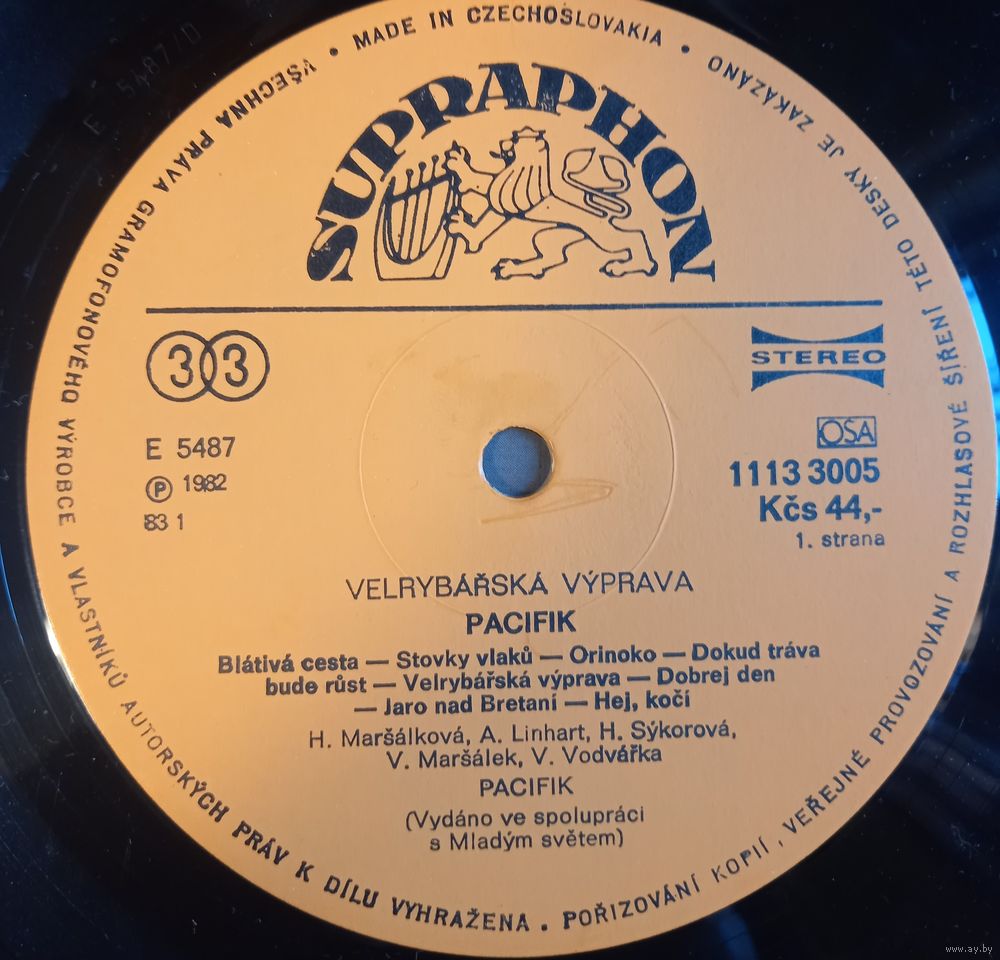 E 5487/D
VŠECHNA PRÁVA GRAMOFONOVÉHO VÝROBCE A VLASTNÍKŮ AUTORSKÝCH PRÁV K DÍLU VYHRAŽENA . POŘIZOVÁNÍ KOPIÍ, VEŘEJNÉ PROVOZOVÁNÍ A ROZHLASOVÉ ŠÍŘENÍ TÉTO DESKY JE ZAKÁZÁNO
• MADE IN CZECHOSLOVAKIA •
SUPRAPHON
33
STEREO
E 5487
OSA
Ⓟ 1982
1113 3005
83 1
Kčs 44,-
1. strana
VELRYBÁŘSKÁ VÝPRAVA
PACIFIK
Blátivá cesta — Stovky vlaků — Orinoko — Dokud tráva
bude růst — Velrybářská výprava — Dobrej den
— Jaro nad Bretaní — Hej, kočí
H. Maršálková, A. Linhart, H. Sýkorová,
V. Maršálek, V. Vodvářka
PACIFIK
(Vydáno ve spolupráci
s Mladým světem)
www.ay.by